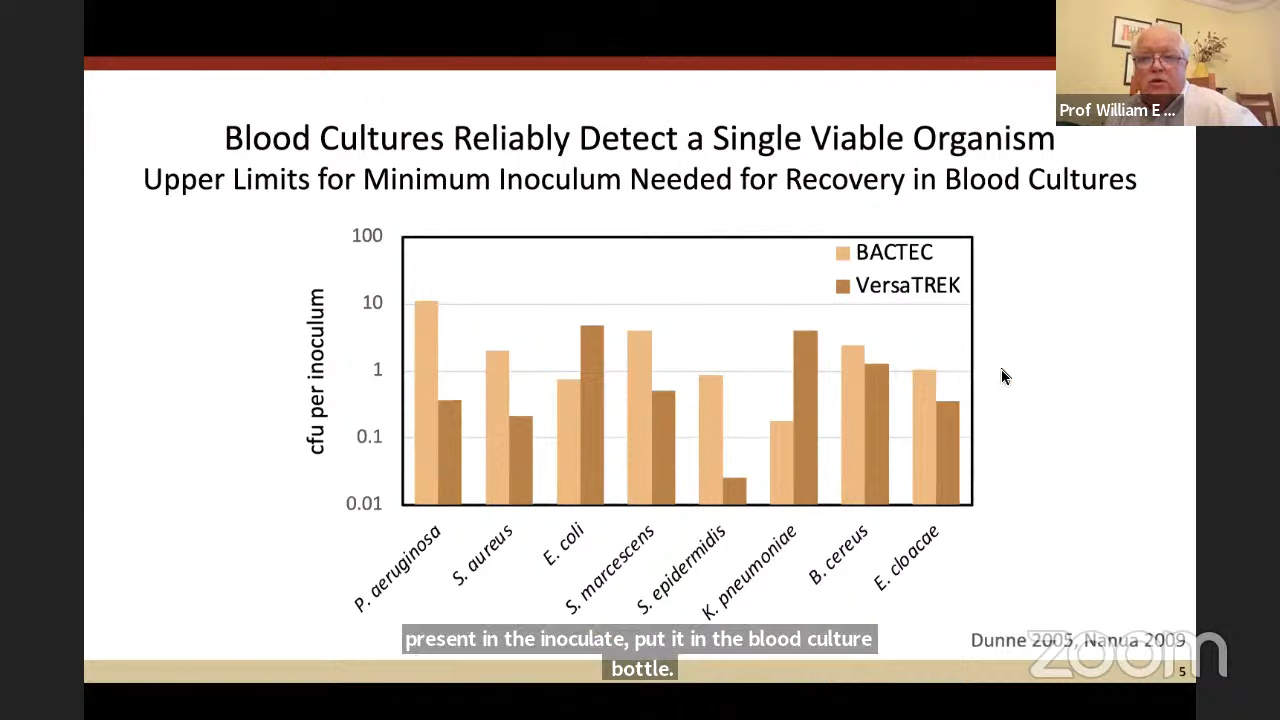 Prof William E ...
Blood Cultures Reliably Detect a Single Viable Organism
Upper Limits for Minimum Inoculum Needed for Recovery in Blood Cultures
100
10
1
0.1
0.01
cfu per inoculum
BACTEC
VersaTREK
P. aeruginosa
S. aureus
E. coli
S. marcescens
S. epidermidis
K. pneumoniae
B. cereus
E. cloacae
present in the inoculate, put it in the blood culture
bottle.
Dunne 2005, Nanua 2009
zoom
5